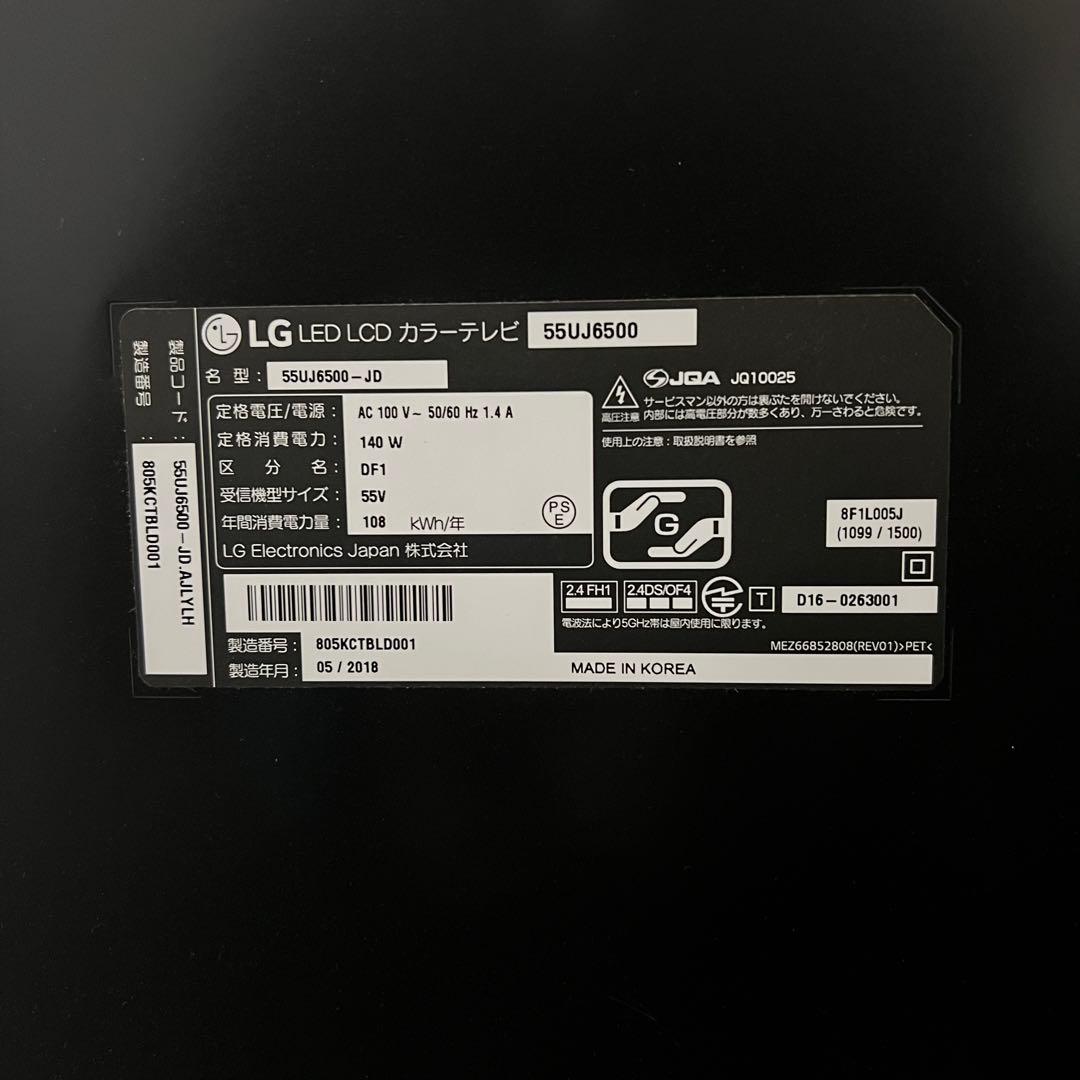 LG LED LCD カラーテレビ 55UJ6500
名 型: 55UJ6500-JD
定格電圧/電源: AC 100 V~ 50/60 Hz 1.4 A
定格消費電力: 140 W
区 分 名: DF1
受信機型サイズ: 55V
年間消費電力量: 108 kWh/年
PS
E
LG Electronics Japan 株式会社
JQA JQ10025
高圧注意
サービスマン以外の方は裏ぶたを開けないでください。
内部には高電圧部分が数多くあり、万一さわると危険です。
使用上の注意:取扱説明書を参照
G
8F1L005J
(1099 / 1500)
2.4 FH1 2.4DS/OF4 T D16-0263001
電波法により5GHz帯は屋内使用に限ります。
MEZ66852808(REV01)>PET<
製造番号: 805KCTBLD001
製造年月: 05 / 2018 MADE IN KOREA
製品コード : 55UJ6500-JD.AJLYLH
製造番号 : 805KCTBLD001